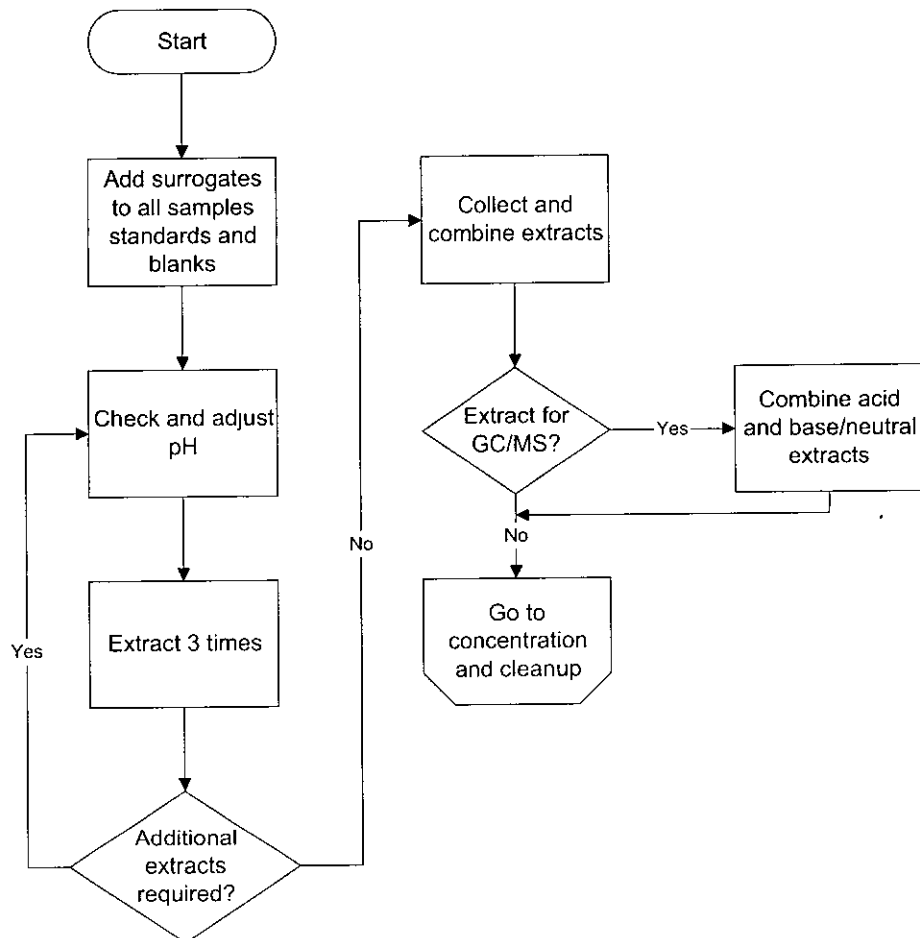 Start
Add surrogates
to all samples
standards and
blanks
Check and adjust
pH
Extract 3 times
Yes
Additional
extracts
required?
No
Collect and
combine extracts
Extract for
GC/MS?
Yes
Combine acid
and base/neutral
extracts
No
Go to
concentration
and cleanup